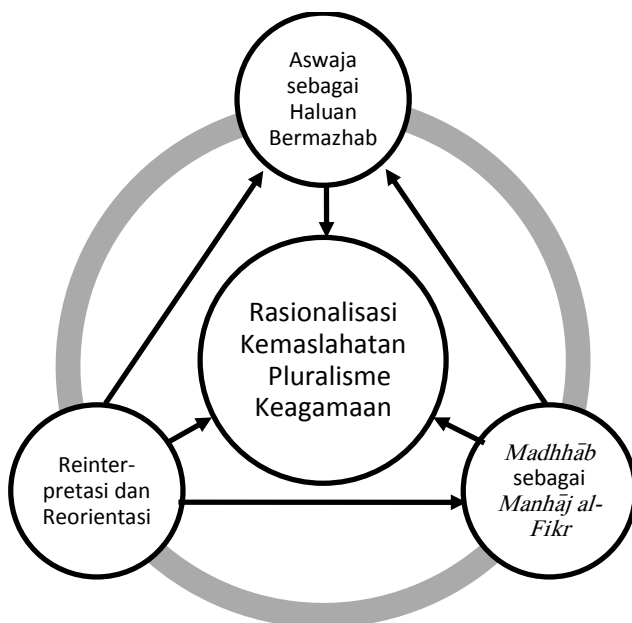 Aswaja
sebagai
Haluan
Bermazhab
Rasionalisasi
Kemaslahatan
Pluralisme
Keagamaan
Reinter-
pretasi dan
Reorientasi
Madhhāb
sebagai
Manhāj al-
Fikr